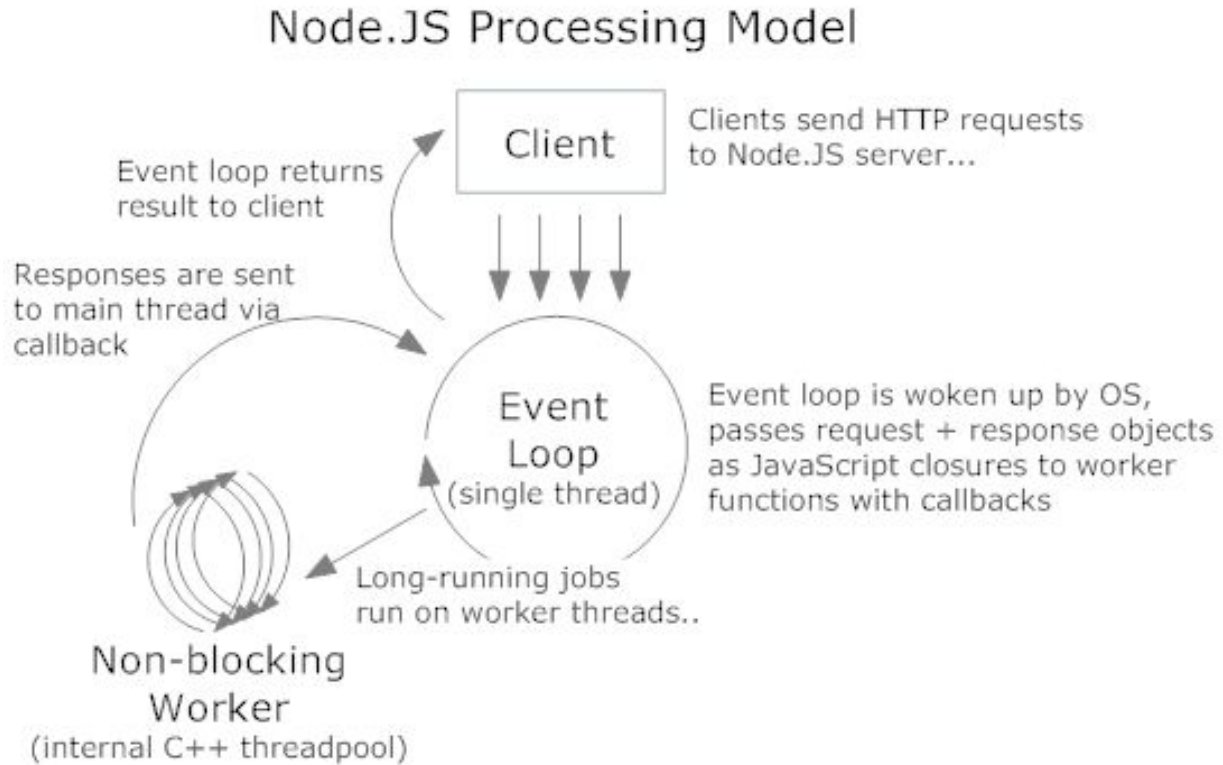 Node.JS Processing Model
Client
Clients send HTTP requests
to Node.JS server...
Event loop returns
result to client
Responses are sent
to main thread via
callback
Event
Loop
(single thread)
Event loop is woken up by OS,
passes request + response objects
as JavaScript closures to worker
functions with callbacks
Long-running jobs
run on worker threads..
Non-blocking
Worker
(internal C++ threadpool)